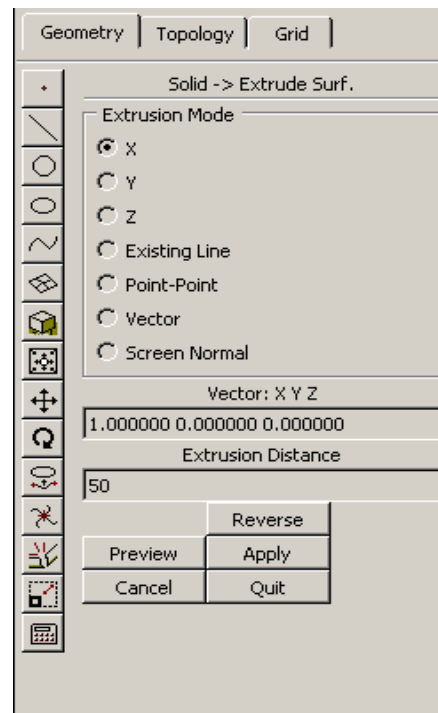 Geometry Topology Grid
Solid -> Extrude Surf.
Extrusion Mode
X
Y
Z
Existing Line
Point-Point
Vector
Screen Normal
Vector: X Y Z
1.000000 0.000000 0.000000
Extrusion Distance
50
Reverse
Preview Apply
Cancel Quit